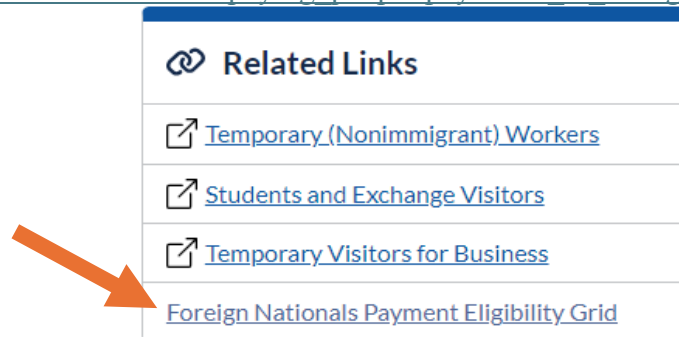 Related Links
Temporary (Nonimmigrant) Workers
Students and Exchange Visitors
Temporary Visitors for Business
Foreign Nationals Payment Eligibility Grid